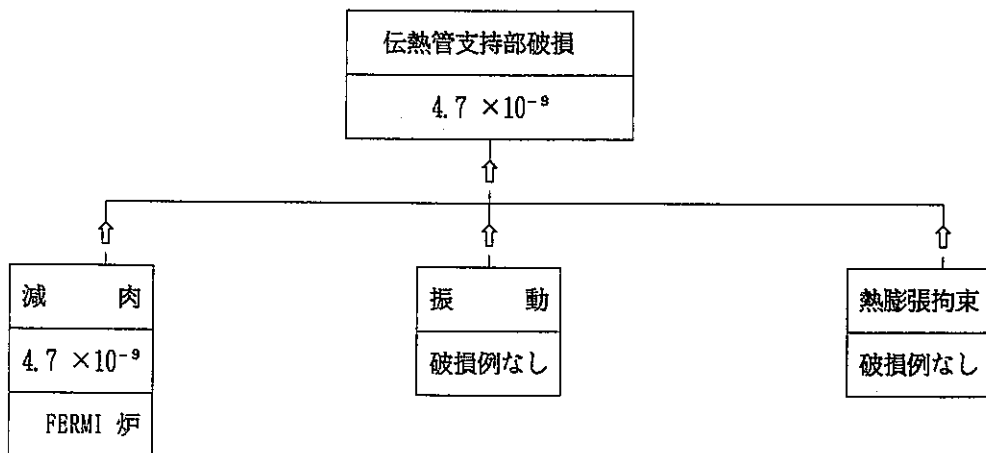 伝熱管支持部破損
4.7 ×10⁻⁹
減 肉
4.7 ×10⁻⁹
FERMI 炉
振 動
破損例なし
熱膨張拘束
破損例なし